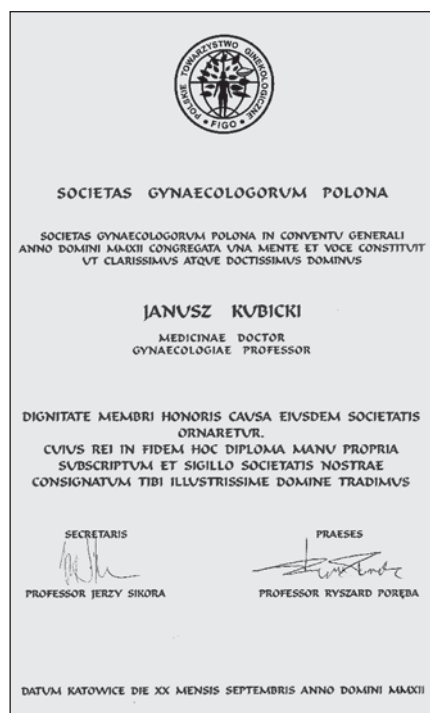 POLSKIE TOWARZYSTWO GINEKOLOGICZNE
• FIGO •
SOCIETAS GYNAECOLOGORUM POLONA
SOCIETAS GYNAECOLOGORUM POLONA IN CONVENTU GENERALI
ANNO DOMINI MMXII CONGREGATA UNA MENTE ET VOCE CONSTITUIT
UT CLARISSIMUS ATQUE DOCTISSIMUS DOMINUS
JANUSZ KUBICKI
MEDICINAE DOCTOR
GYNAECOLOGIAE PROFESSOR
DIGNITATE MEMBRI HONORIS CAUSA EIUSDEM SOCIETATIS
ORNARETUR.
CUIUS REI IN FIDEM HOC DIPLOMA MANU PROPRIA
SUBSCRIPTUM ET SIGILLO SOCIETATIS NOSTRAE
CONSIGNATUM TIBI ILLUSTRISSIME DOMINE TRADIMUS
SECRETARIS
PROFESSOR JERZY SIKORA
PRAESES
PROFESSOR RYSZARD PORĘBA
DATUM KATOWICE DIE XX MENSIS SEPTEMBRIS ANNO DOMINI MMXII